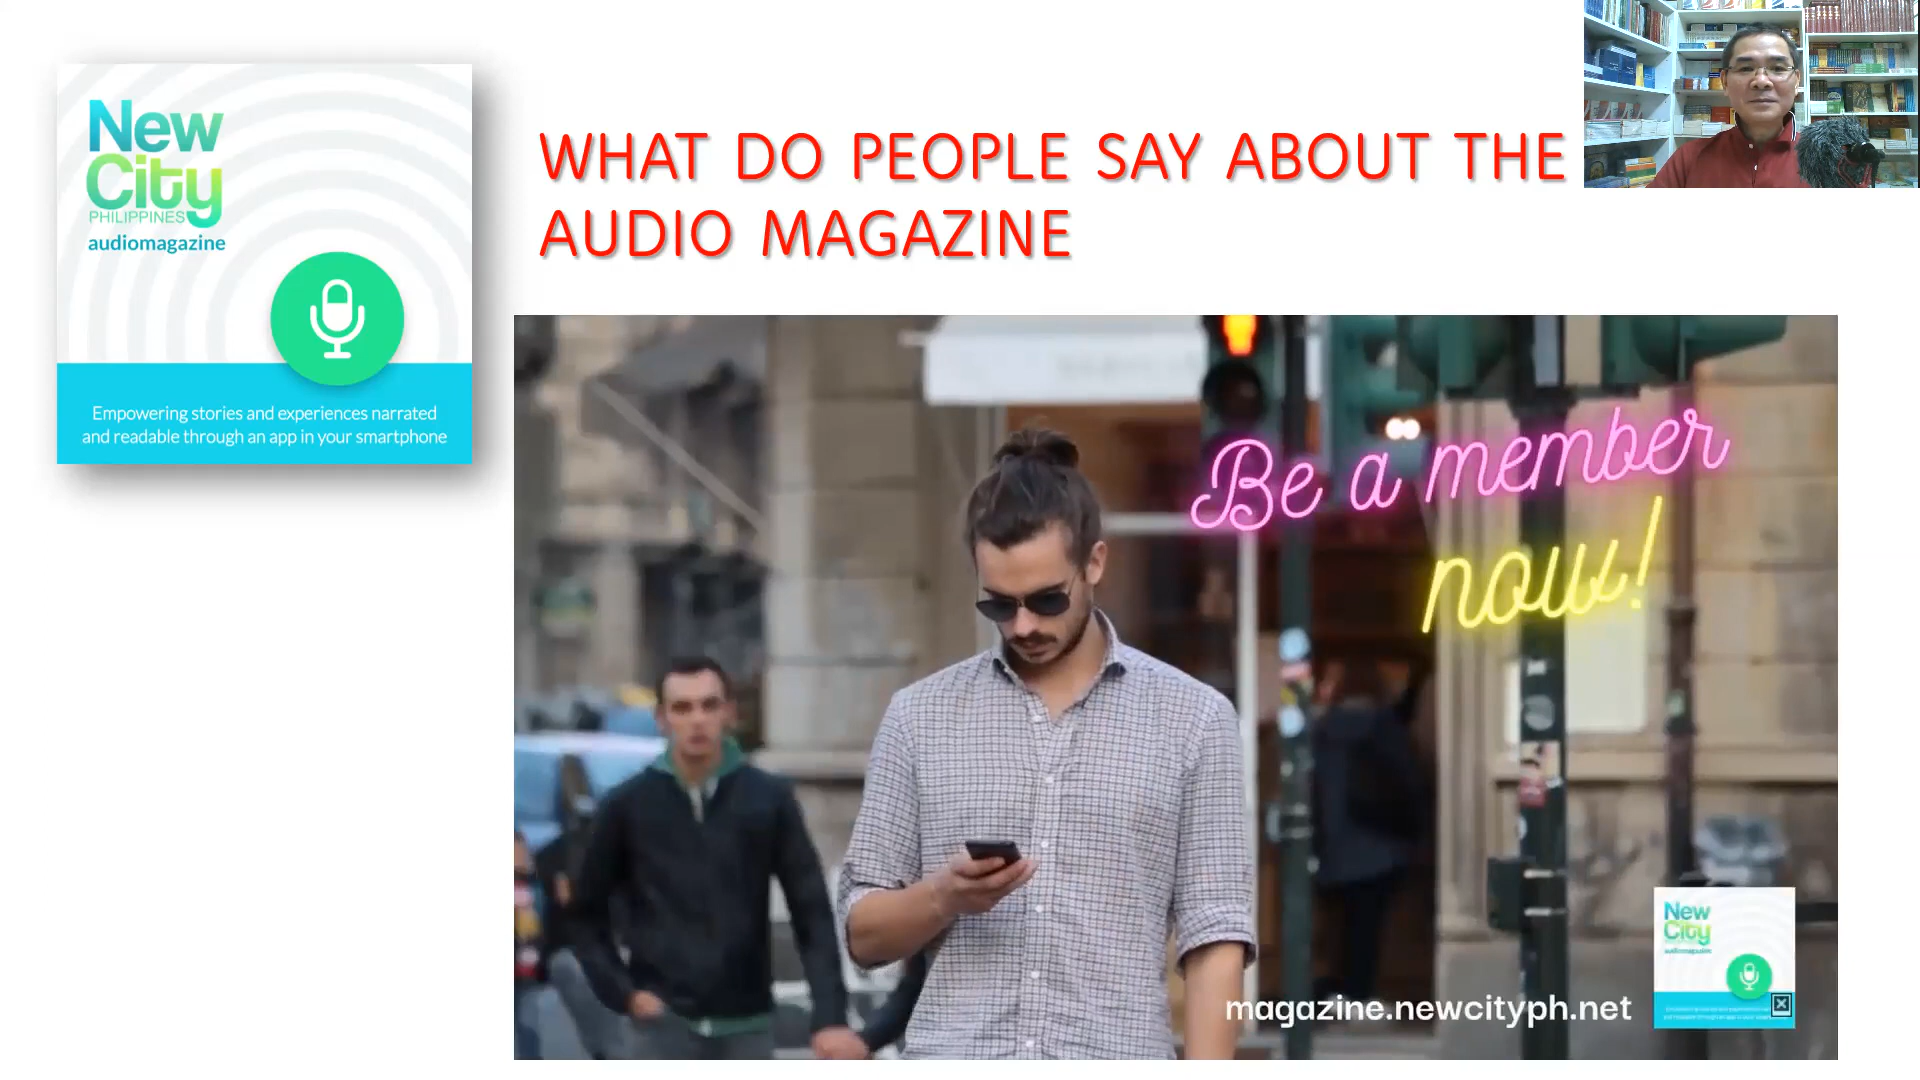 New
City
PHILIPPINES
audiomagazine
Empowering stories and experiences narrated
and readable through an app in your smartphone
WHAT DO PEOPLE SAY ABOUT THE
AUDIO MAGAZINE
Be a member
now!
magazine.newcityph.net
New
City
audiomagazine